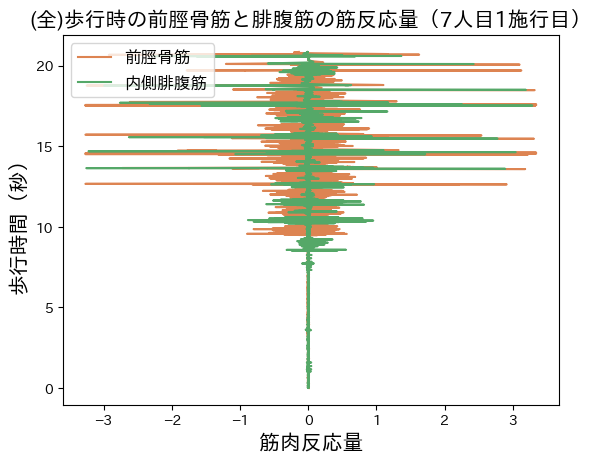 (全)歩行時の前脛骨筋と腓腹筋の筋反応量（7人目1施行目）
前脛骨筋
内側腓腹筋
歩行時間（秒）
20
15
10
5
0
−3 −2 −1 0 1 2 3
筋肉反応量